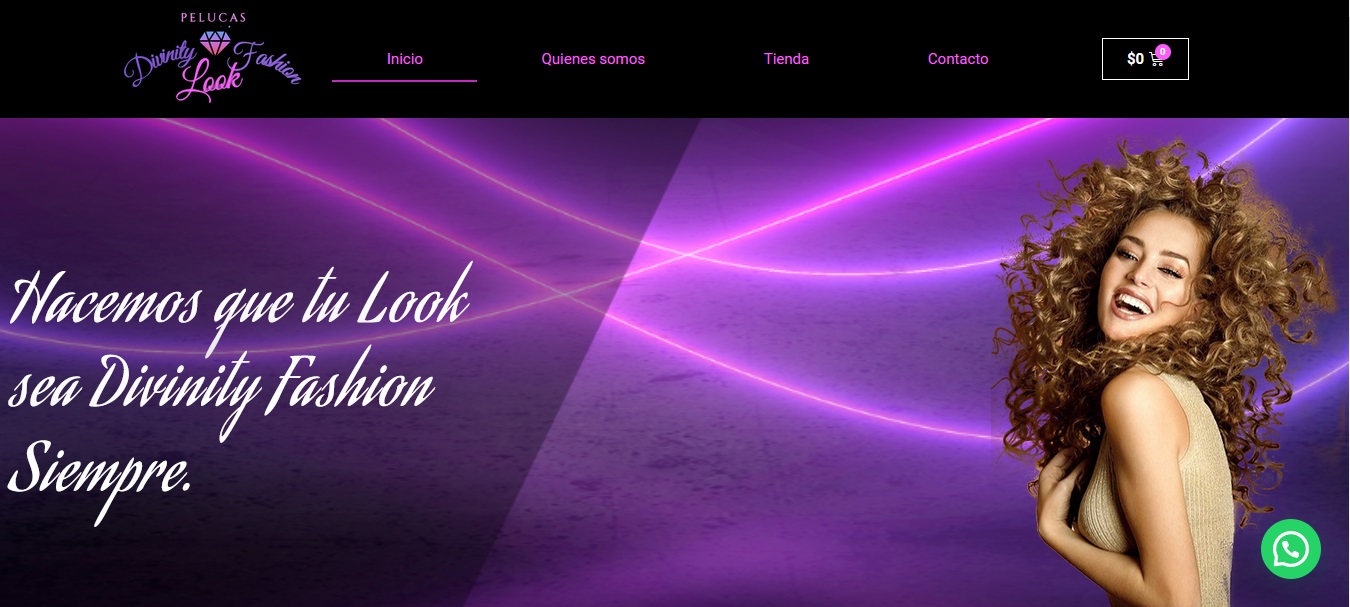 PELUCAS
Divinity Fashion
Look
Inicio
Quienes somos
Tienda
Contacto
$0
0
Hacemos que tu Look
sea Divinity Fashion
Siempre.